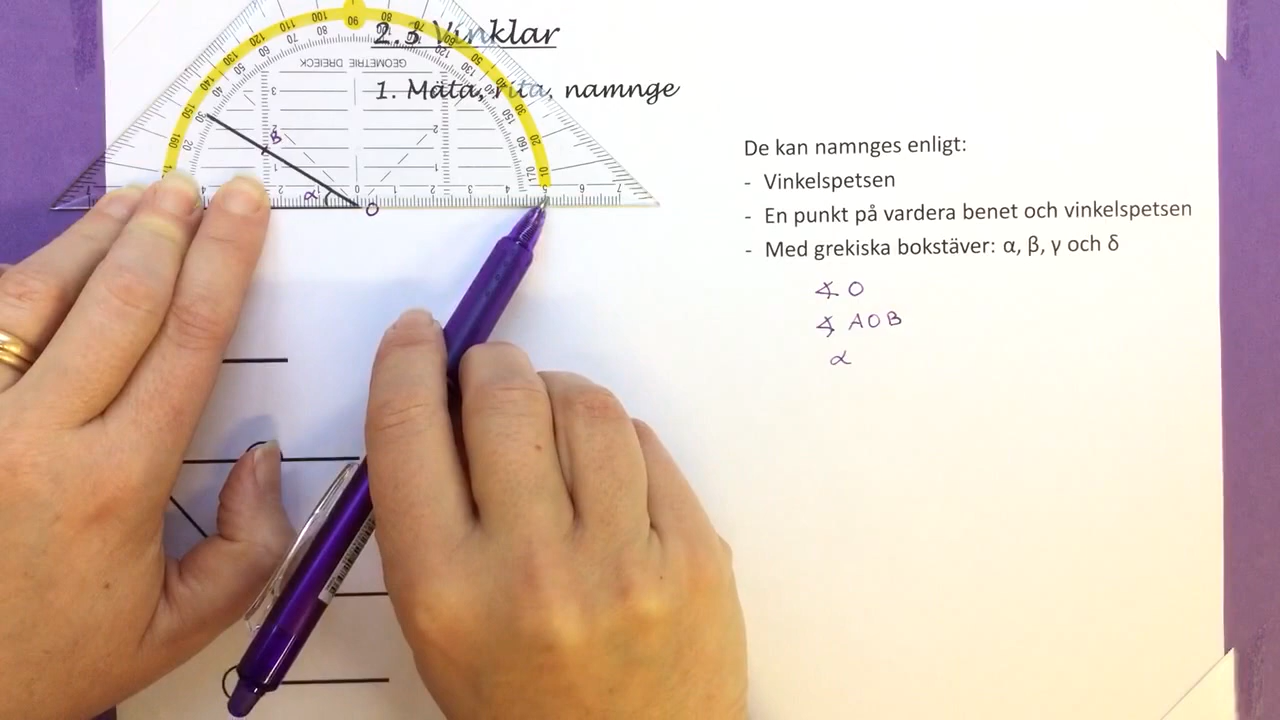 2.3 Vinklar
GEOMETRIE DREIECK
1. Mäta, rita, namnge
B
α
O
De kan namnges enligt:
- Vinkelspetsen
- En punkt på vardera benet och vinkelspetsen
- Med grekiska bokstäver: α, β, γ och δ
∡ O
∡ AOB
α